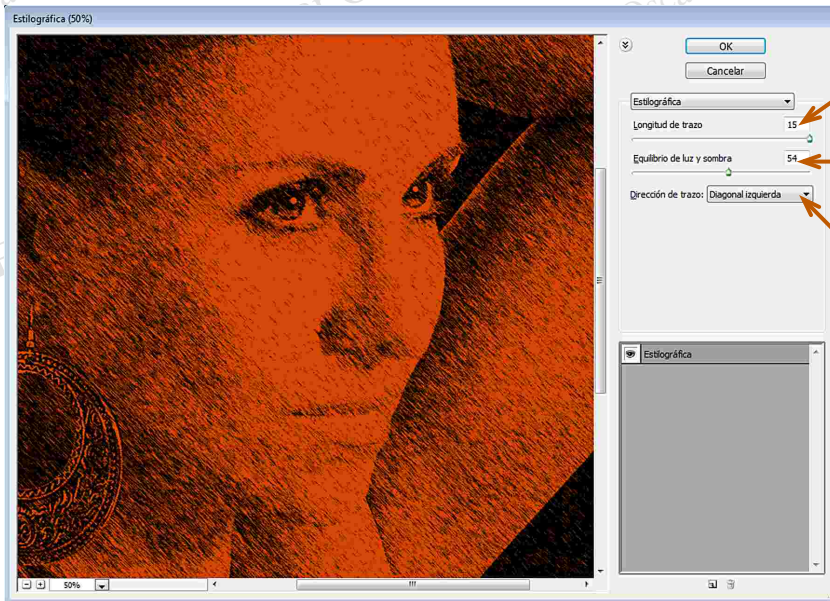 Estilográfica (50%)
OK
Cancelar
Estilográfica
Longitud de trazo 15
Equilibrio de luz y sombra 54
Dirección de trazo: Diagonal izquierda
Estilográfica
50%